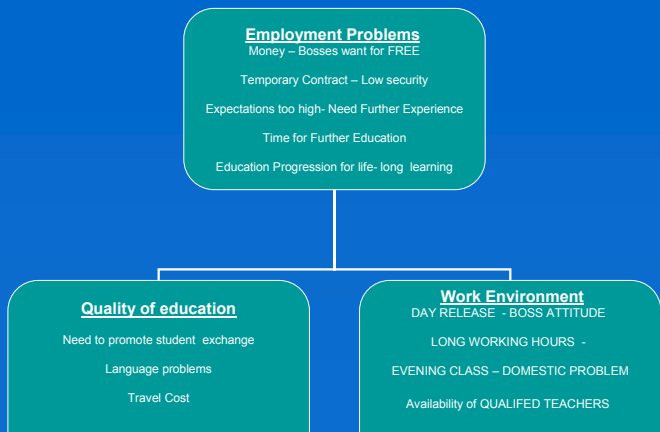 Employment Problems
Money – Bosses want for FREE
Temporary Contract – Low security
Expectations too high- Need Further Experience
Time for Further Education
Education Progression for life- long learning
Quality of education
Need to promote student exchange
Language problems
Travel Cost
Work Environment
DAY RELEASE - BOSS ATTITUDE
LONG WORKING HOURS -
EVENING CLASS – DOMESTIC PROBLEM
Availability of QUALIFED TEACHERS